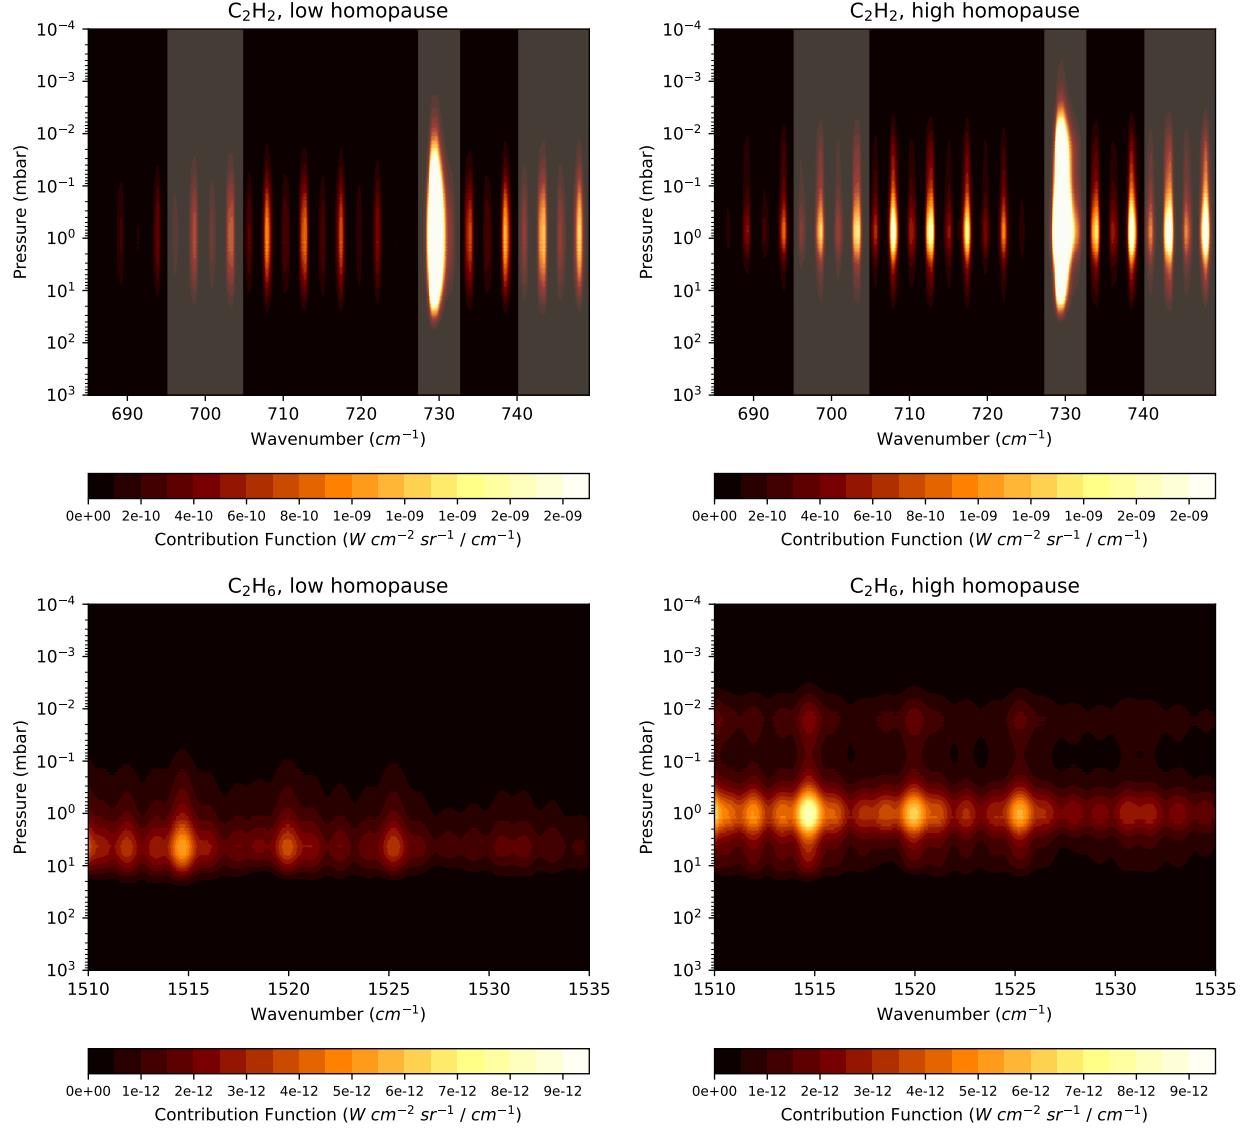 C₂H₂, low homopause
10⁻⁴
10⁻³
10⁻²
10⁻¹
10⁰
10¹
10²
10³
Pressure (mbar)
690 700 710 720 730 740
Wavenumber (cm⁻¹)
0e+00 2e-10 4e-10 6e-10 8e-10 1e-09 1e-09 1e-09 2e-09 2e-09
Contribution Function (W cm⁻² sr⁻¹ / cm⁻¹)
C₂H₂, high homopause
10⁻⁴
10⁻³
10⁻²
10⁻¹
10⁰
10¹
10²
10³
Pressure (mbar)
690 700 710 720 730 740
Wavenumber (cm⁻¹)
0e+00 2e-10 4e-10 6e-10 8e-10 1e-09 1e-09 1e-09 2e-09 2e-09
Contribution Function (W cm⁻² sr⁻¹ / cm⁻¹)
C₂H₆, low homopause
10⁻⁴
10⁻³
10⁻²
10⁻¹
10⁰
10¹
10²
10³
Pressure (mbar)
1510 1515 1520 1525 1530 1535
Wavenumber (cm⁻¹)
0e+00 1e-12 2e-12 3e-12 4e-12 5e-12 6e-12 7e-12 8e-12 9e-12
Contribution Function (W cm⁻² sr⁻¹ / cm⁻¹)
C₂H₆, high homopause
10⁻⁴
10⁻³
10⁻²
10⁻¹
10⁰
10¹
10²
10³
Pressure (mbar)
1510 1515 1520 1525 1530 1535
Wavenumber (cm⁻¹)
0e+00 1e-12 2e-12 3e-12 4e-12 5e-12 6e-12 7e-12 8e-12 9e-12
Contribution Function (W cm⁻² sr⁻¹ / cm⁻¹)